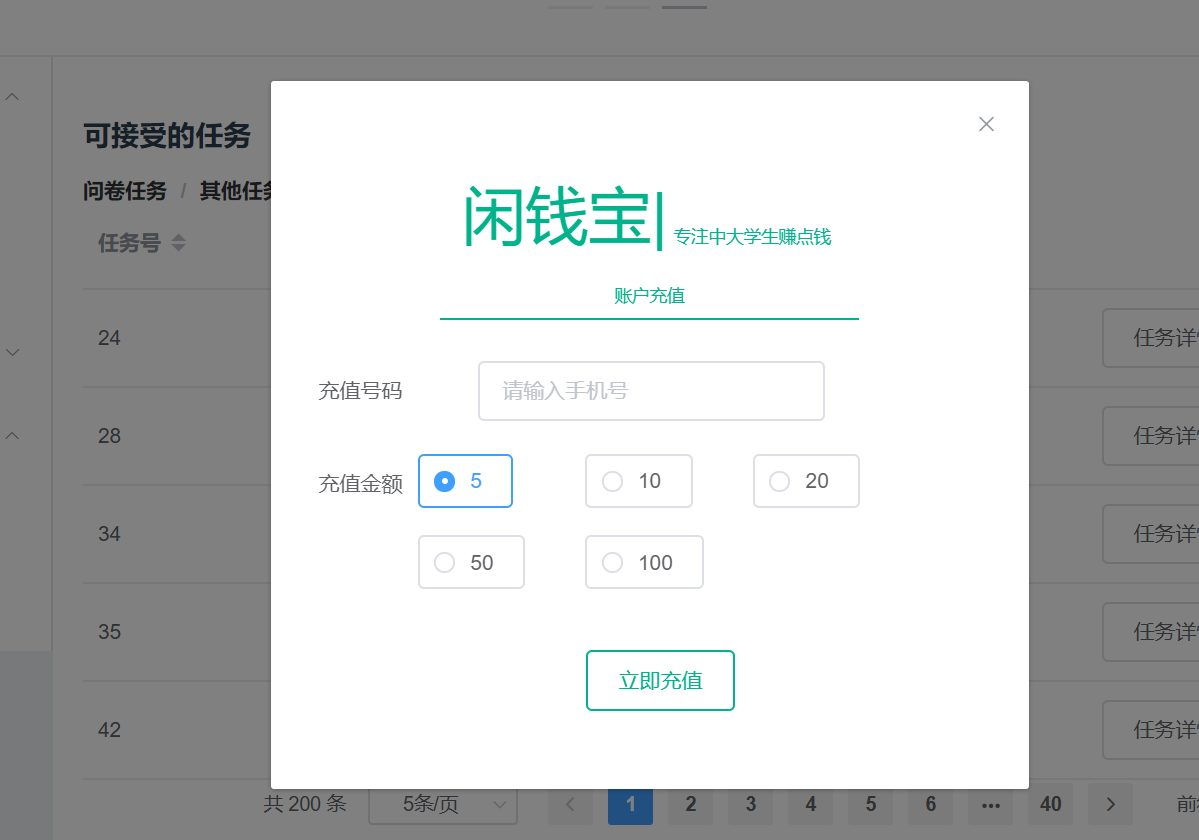 可接受的任务
问卷任务 / 其他任务
任务号
24 任务详
28 任务详
34 任务详
35 任务详
42 任务详
共 200 条 5条/页 1 2 3 4 5 6 ••• 40 前
闲钱宝| 专注中大学生赚点钱
账户充值
充值号码 请输入手机号
充值金额 5 10 20
50 100
立即充值